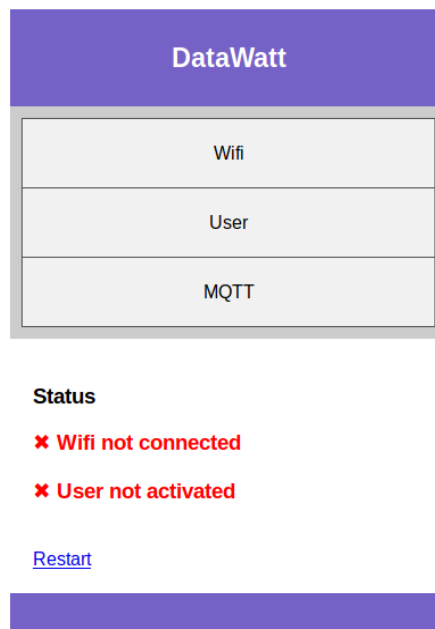 DataWatt
Wifi
User
MQTT
Status
✖ Wifi not connected
✖ User not activated
Restart